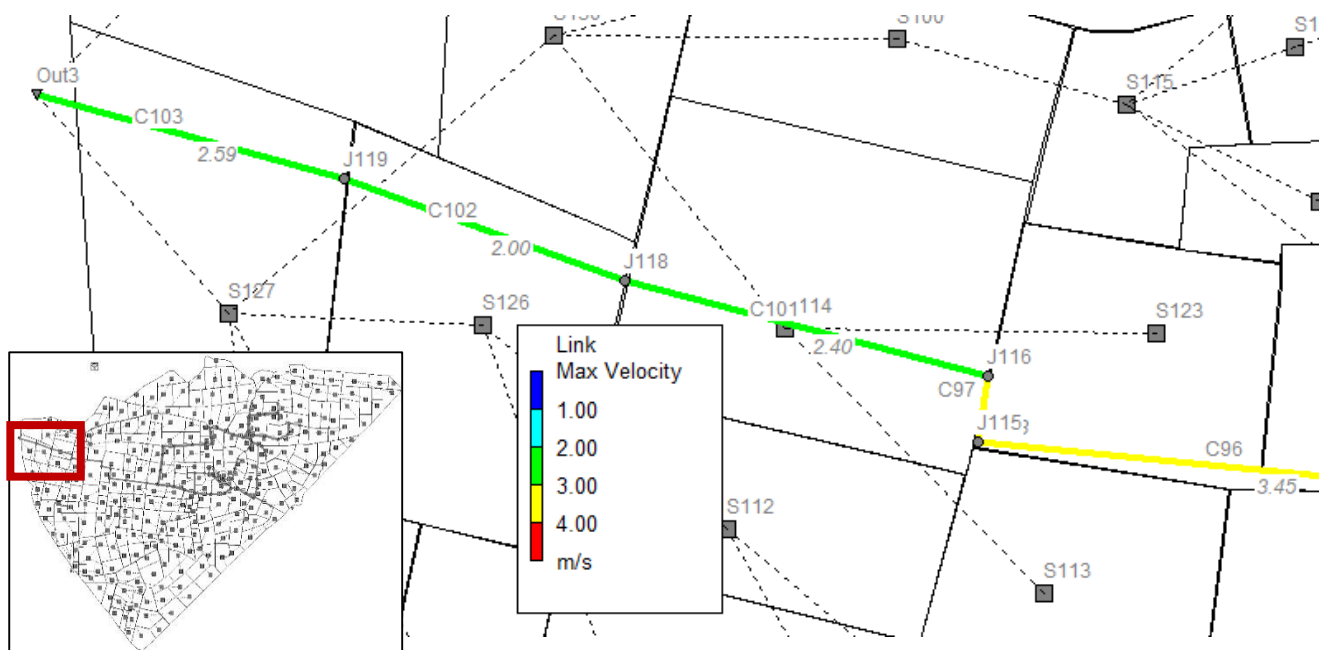 S115
Out3
C103
2.59
J119
C102
2.00
J118
S127
S126
C101
114
2.40
S123
J116
C97
J115
C96
3.45
S112
S113
Link
Max Velocity
1.00
2.00
3.00
4.00
m/s